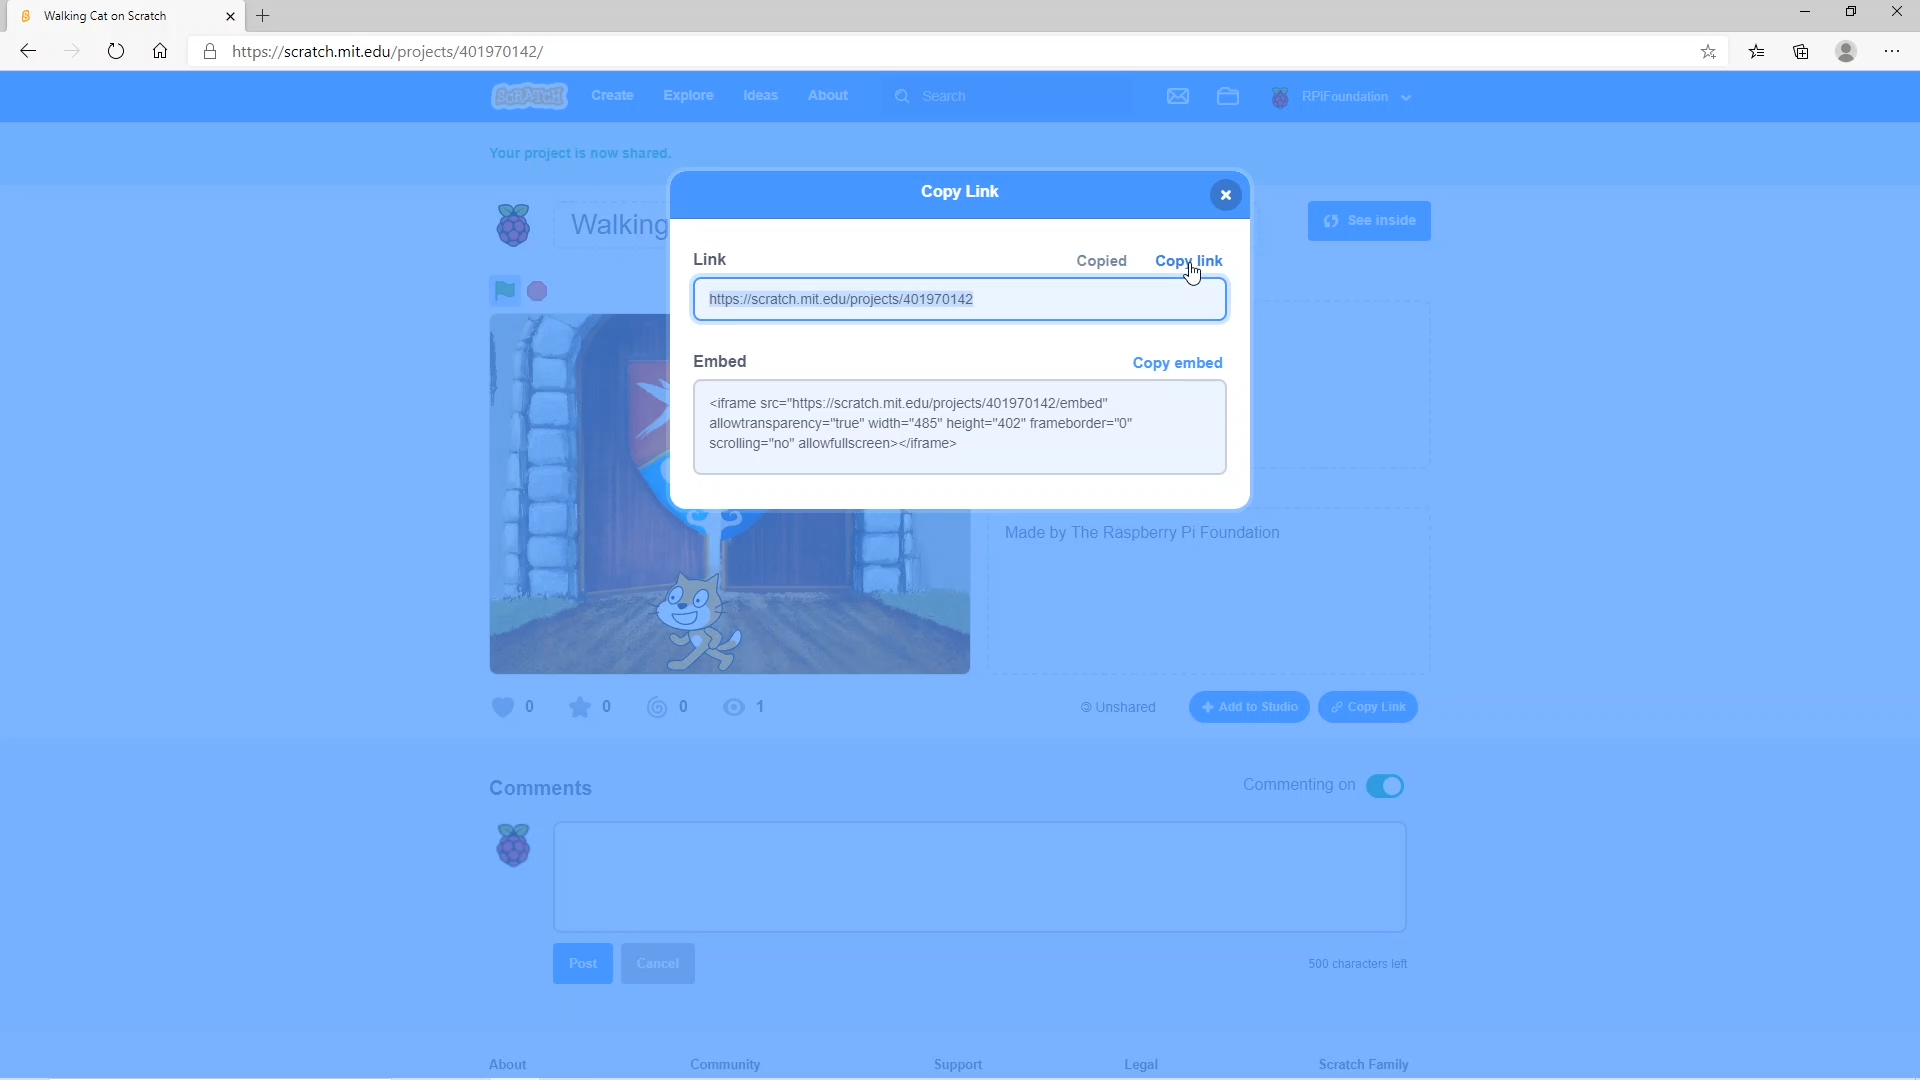 Walking Cat on Scratch
https://scratch.mit.edu/projects/401970142/
SCRATCH Create Explore Ideas About Search RPiFoundation
Your project is now shared.
Copy Link
Walking
See inside
Link Copied Copy link
https://scratch.mit.edu/projects/401970142
Embed Copy embed
<iframe src="https://scratch.mit.edu/projects/401970142/embed"
allowtransparency="true" width="485" height="402" frameborder="0"
scrolling="no" allowfullscreen></iframe>
Made by The Raspberry Pi Foundation
0 0 0 1 Unshared Add to Studio Copy Link
Comments Commenting on
Post Cancel 500 characters left
About Community Support Legal Scratch Family